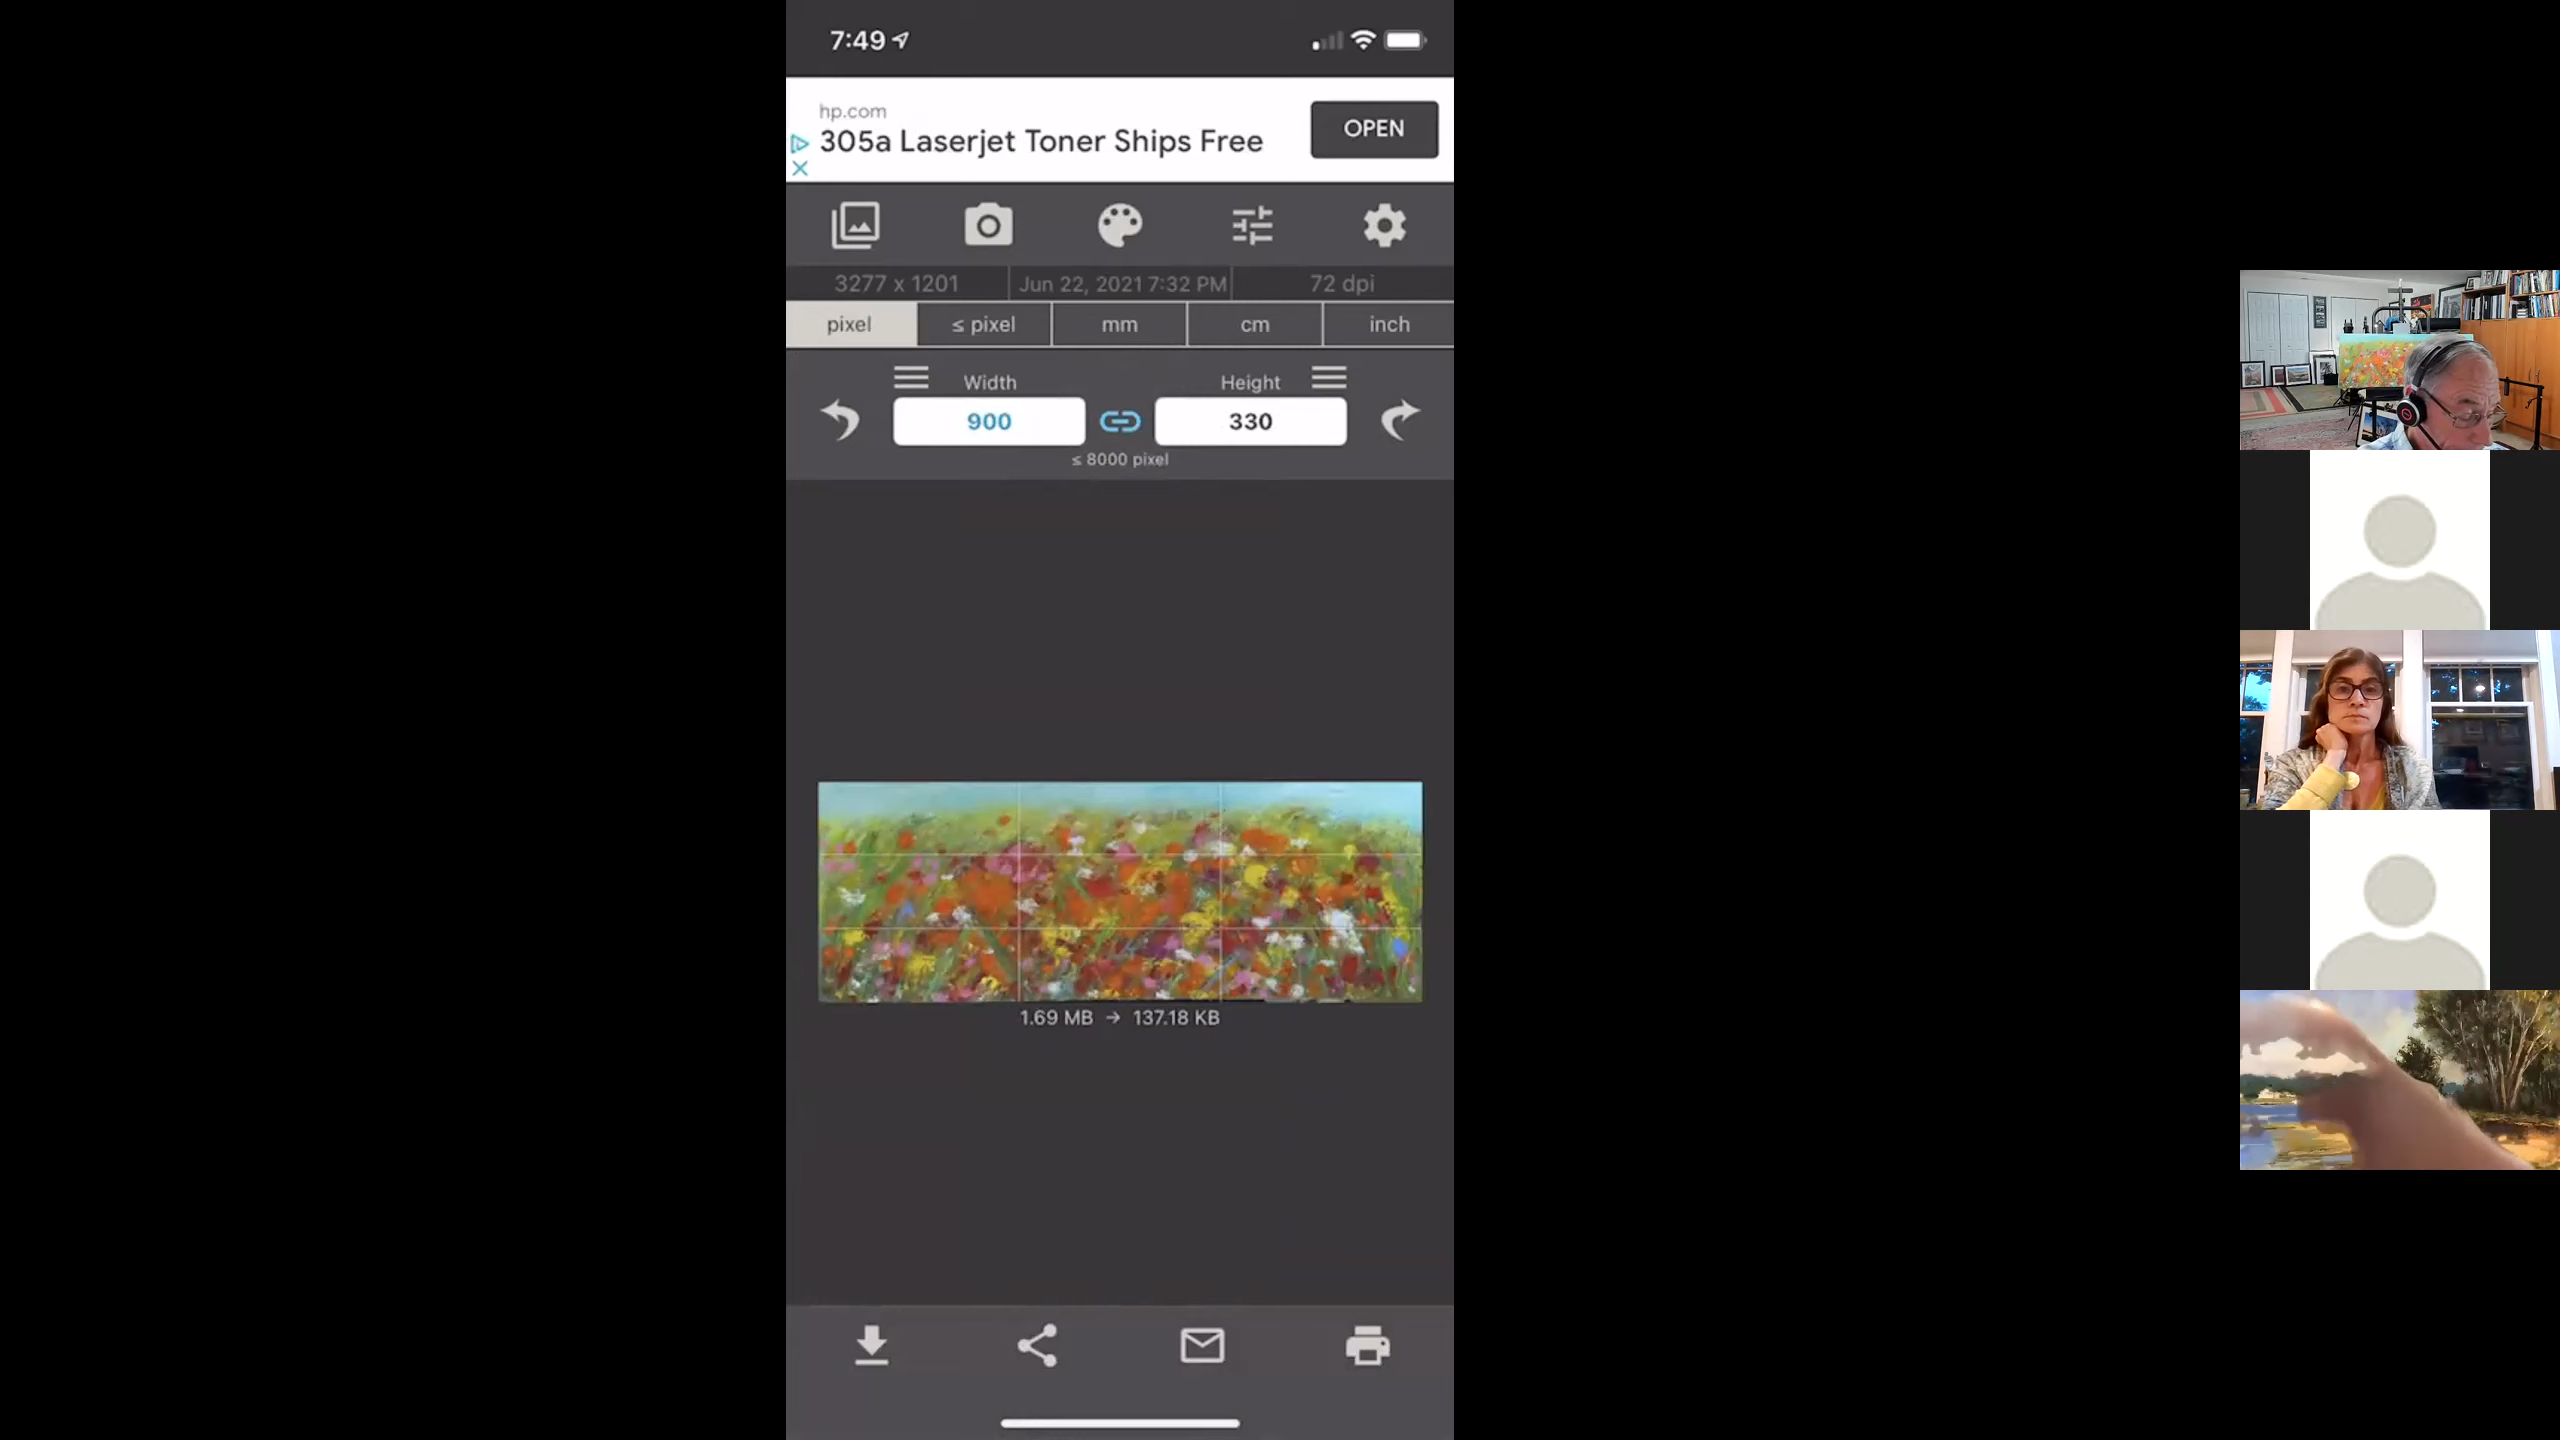 7:49
hp.com
305a Laserjet Toner Ships Free
OPEN
3277 x 1201
Jun 22, 2021 7:32 PM
72 dpi
pixel
≤ pixel
mm
cm
inch
Width
Height
900
330
≤ 8000 pixel
1.69 MB → 137.18 KB